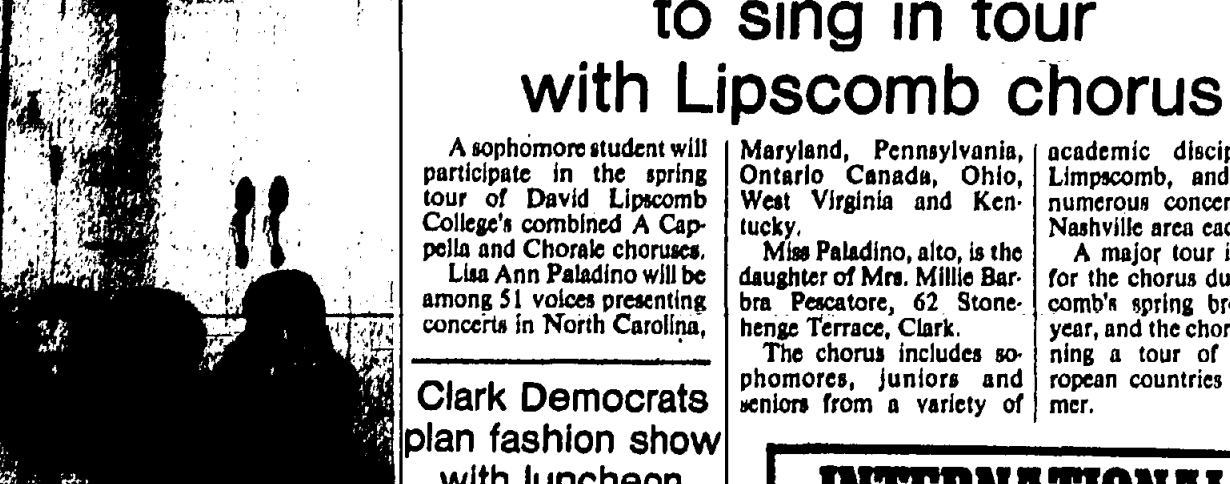 to sing in tour
with Lipscomb chorus
A sophomore student will
participate in the spring
tour of David Lipscomb
College's combined A Cap-
pella and Chorale choruses.
Lisa Ann Paladino will be
among 51 voices presenting
concerts in North Carolina,
Maryland, Pennsylvania,
Ontario Canada, Ohio,
West Virginia and Ken-
tucky.
Miss Paladino, alto, is the
daughter of Mrs. Millie Bar-
bra Pescatore, 62 Stone-
henge Terrace, Clark.
The chorus includes so-
phomores, juniors and
seniors from a variety of
academic
Limpscomb, and
numerous
Nashville area
A major tour
for the chorus
comb's spring
year, and the
ning a tour of
ropean countries
mer.
Clark Democrats
plan fashion show
with luncheon
INTERNATIONAL